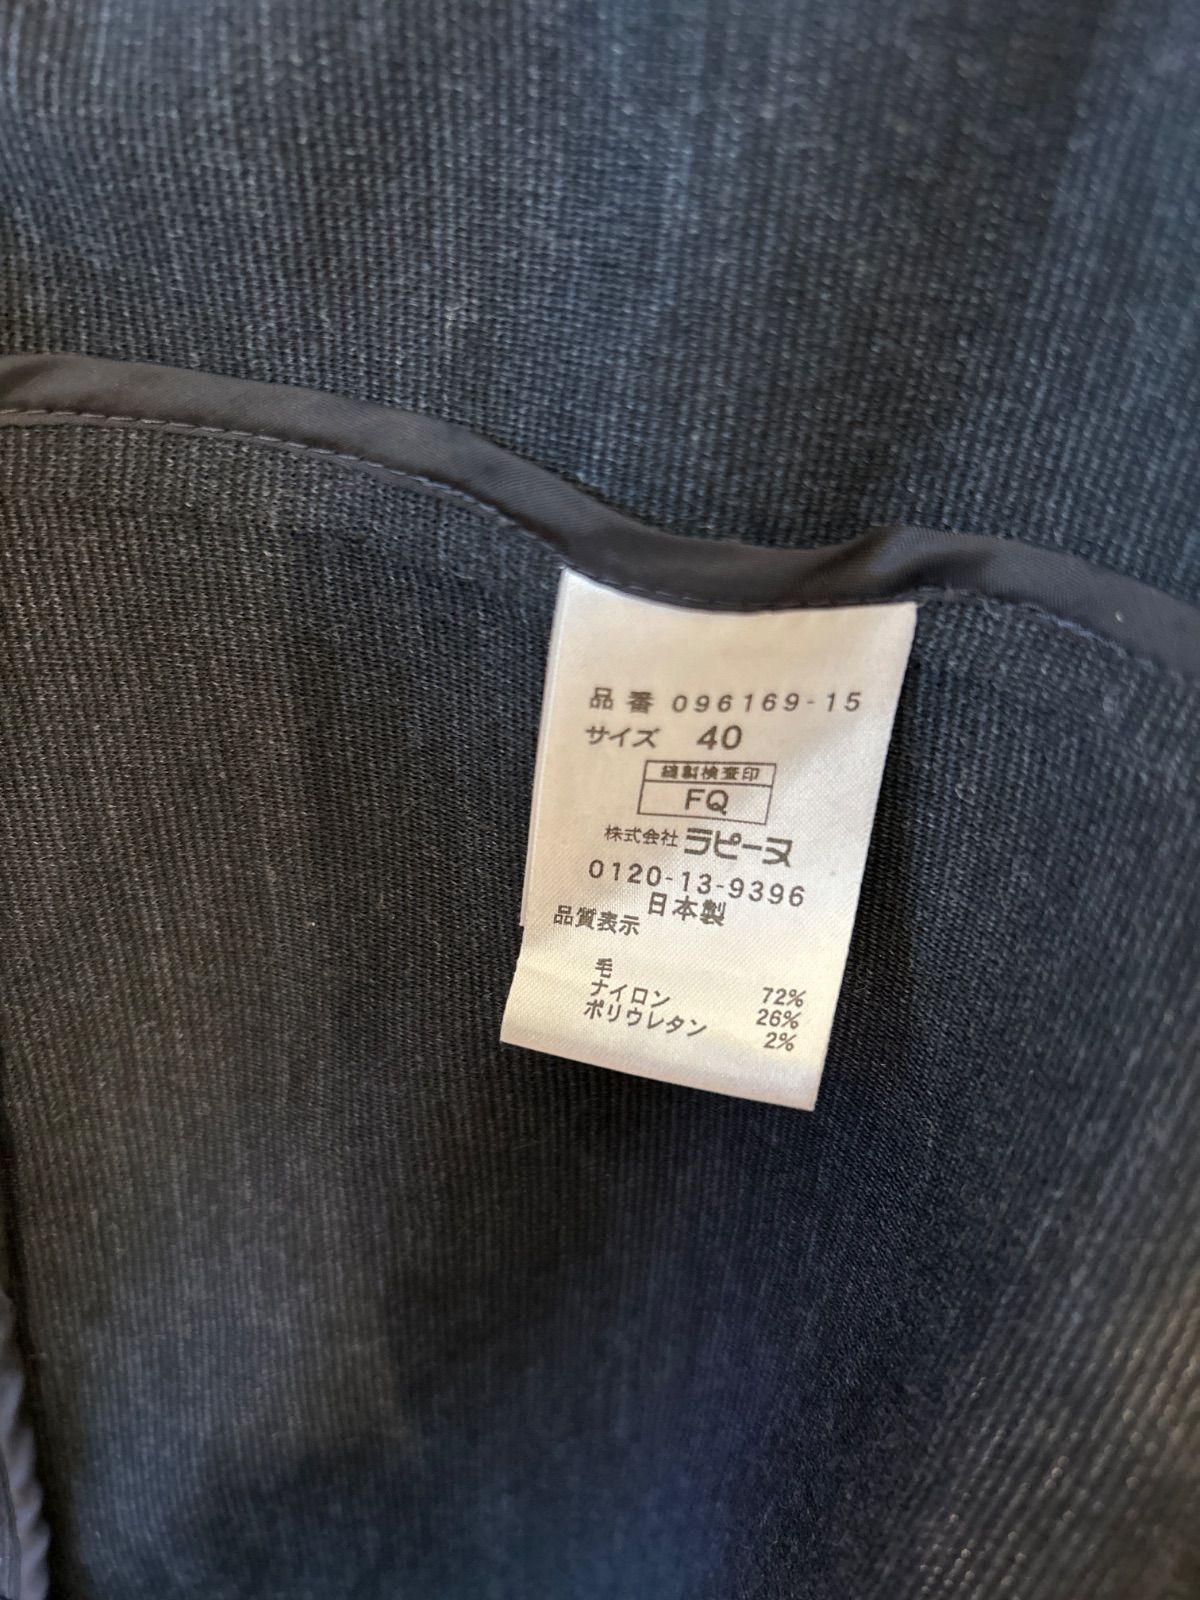 品番 096169-15
サイズ 40
縫製検査印
FQ
株式会社 ラピーヌ
0120-13-9396
日本製
品質表示
毛 72%
ナイロン 26%
ポリウレタン 2%